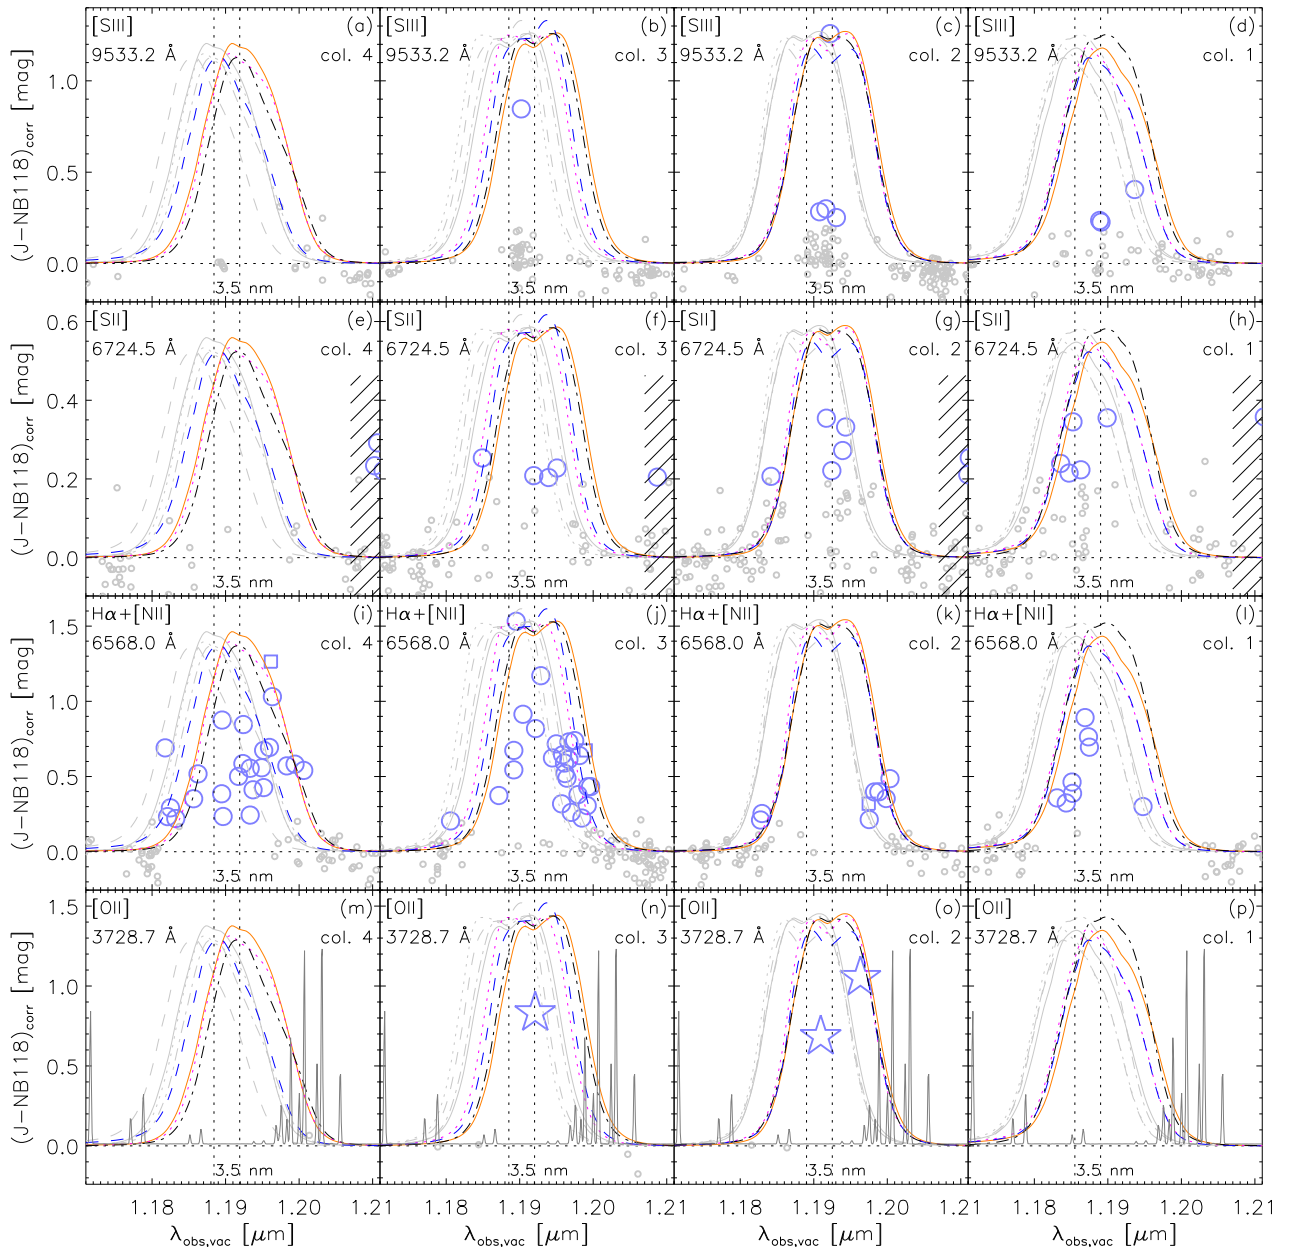 [SIII] (a) [SIII] (b) [SIII] (c) [SIII] (d)
9533.2 Å col. 4 9533.2 Å col. 3 9533.2 Å col. 2 9533.2 Å col. 1
1.0
0.5
0.0
(J−NB118)corr [mag]
3.5 nm 3.5 nm 3.5 nm 3.5 nm
[SII] (e) [SII] (f) [SII] (g) [SII] (h)
6724.5 Å col. 4 6724.5 Å col. 3 6724.5 Å col. 2 6724.5 Å col. 1
0.6
0.4
0.2
0.0
(J−NB118)corr [mag]
3.5 nm 3.5 nm 3.5 nm 3.5 nm
Hα+[NII] (i) Hα+[NII] (j) Hα+[NII] (k) Hα+[NII] (l)
6568.0 Å col. 4 6568.0 Å col. 3 6568.0 Å col. 2 6568.0 Å col. 1
1.5
1.0
0.5
0.0
(J−NB118)corr [mag]
3.5 nm 3.5 nm 3.5 nm 3.5 nm
[OII] (m) [OII] (n) [OII] (o) [OII] (p)
3728.7 Å col. 4 3728.7 Å col. 3 3728.7 Å col. 2 3728.7 Å col. 1
1.5
1.0
0.5
0.0
(J−NB118)corr [mag]
3.5 nm 3.5 nm 3.5 nm 3.5 nm
1.18 1.19 1.20 1.21 1.18 1.19 1.20 1.21 1.18 1.19 1.20 1.21 1.18 1.19 1.20 1.21
λobs,vac [μm] λobs,vac [μm] λobs,vac [μm] λobs,vac [μm]